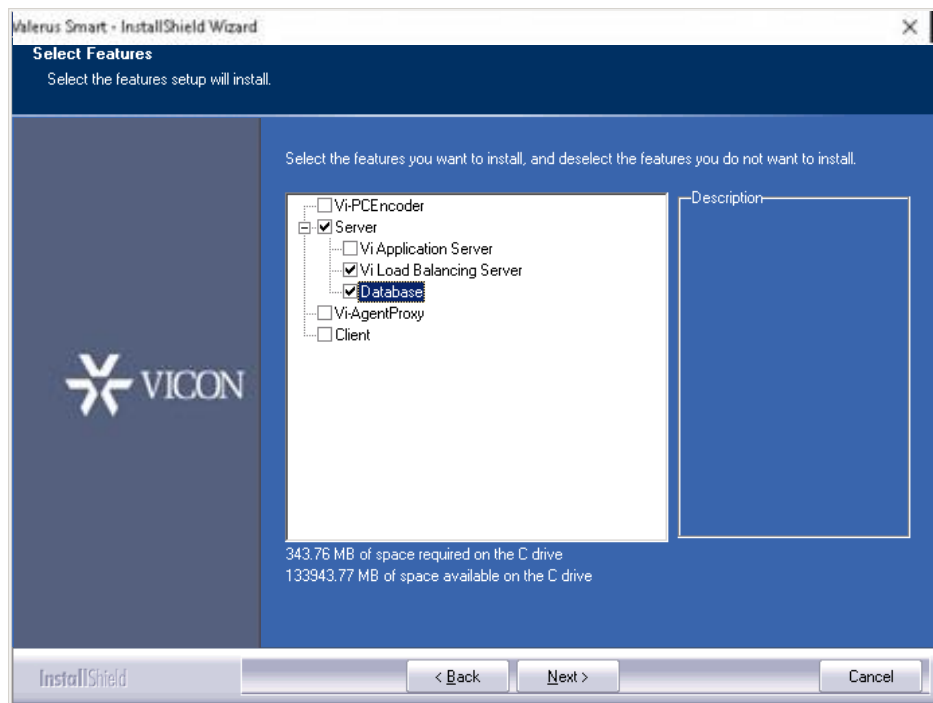 Valerus Smart - InstallShield Wizard
Select Features
Select the features setup will install.
Select the features you want to install, and deselect the features you do not want to install.
Vi-PCEncoder
Server
Vi Application Server
Vi Load Balancing Server
Database
Vi-AgentProxy
Client
Description
VICON
343.76 MB of space required on the C drive
133943.77 MB of space available on the C drive
InstallShield
< Back
Next >
Cancel